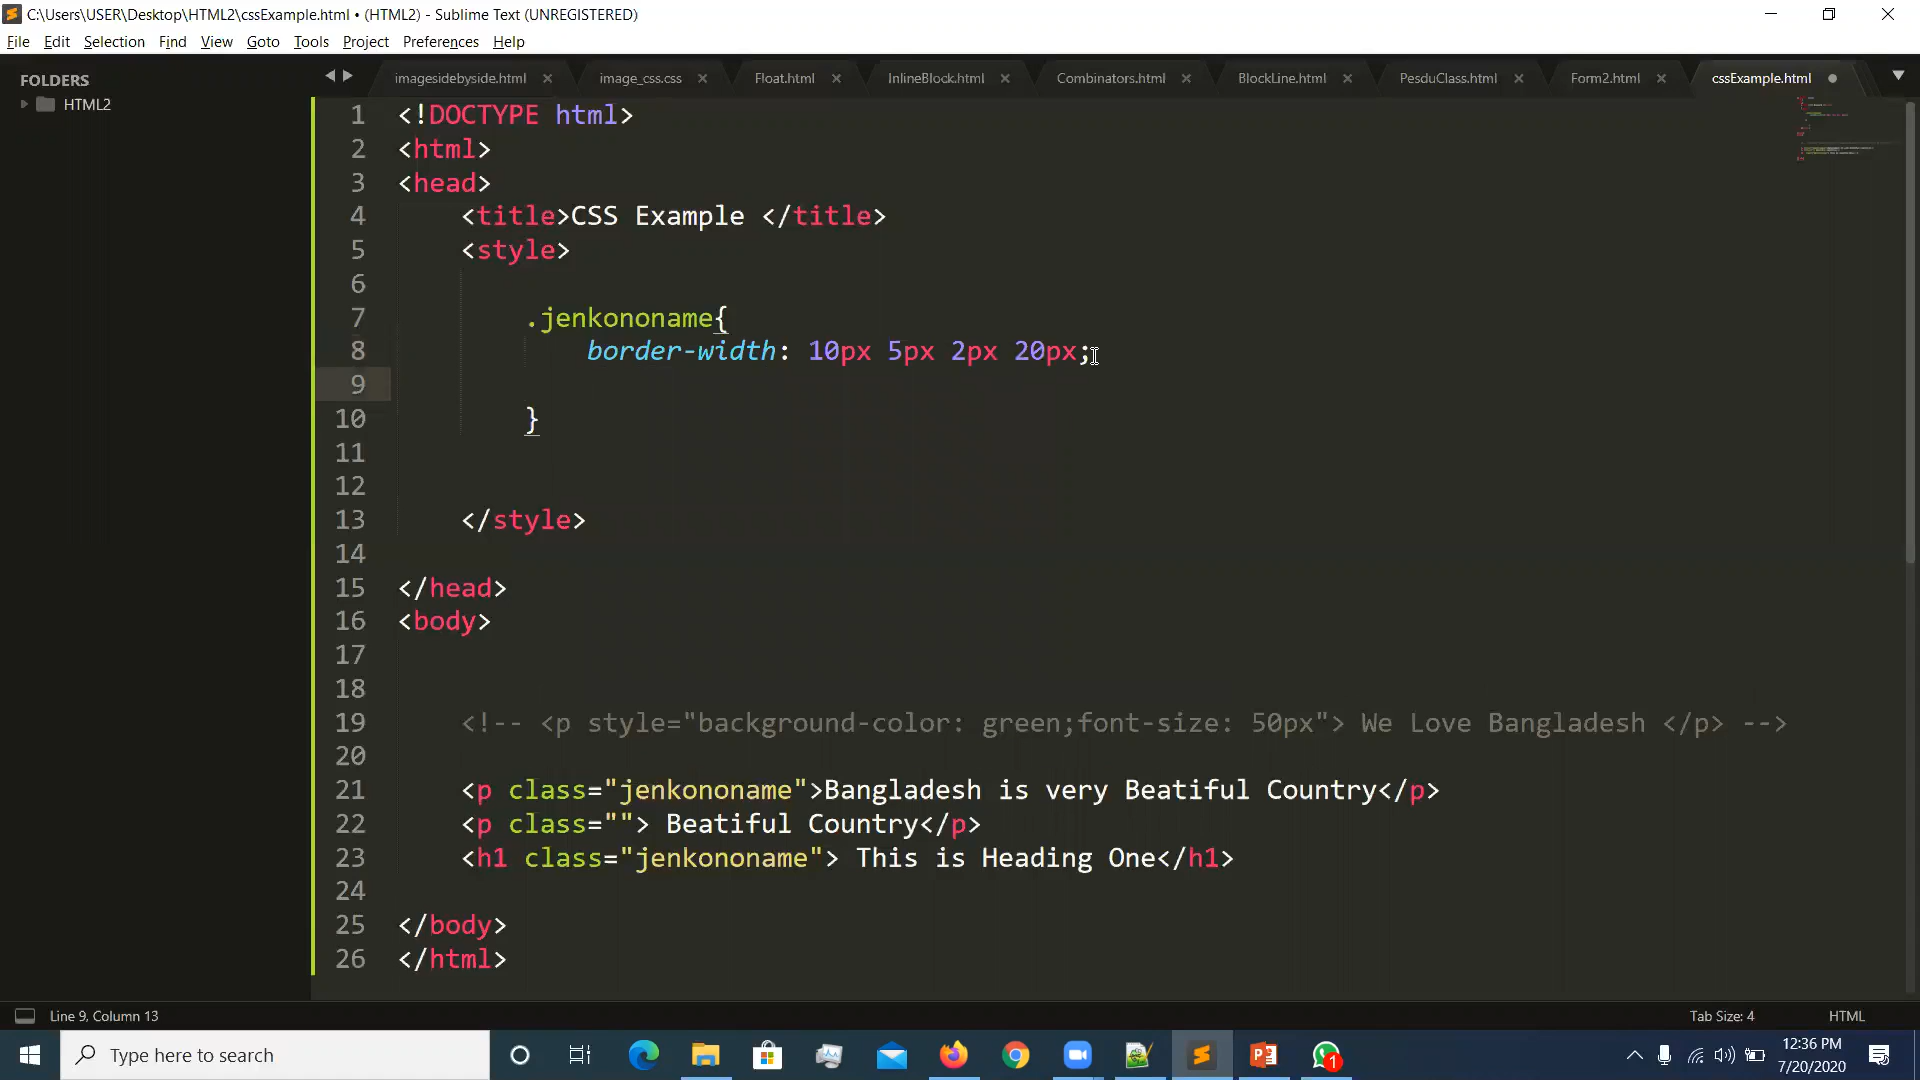 C:\Users\USER\Desktop\HTML2\cssExample.html • (HTML2) - Sublime Text (UNREGISTERED)
File Edit Selection Find View Goto Tools Project Preferences Help
FOLDERS
HTML2
imagesidebyside.html image_css.css Float.html InlineBlock.html Combinators.html BlockLine.html PesduClass.html Form2.html cssExample.html
1 <!DOCTYPE html>
2 <html>
3 <head>
4 <title>CSS Example </title>
5 <style>
6
7 .jenkononame{
8 border-width: 10px 5px 2px 20px;
9
10 }
11
12
13 </style>
14
15 </head>
16 <body>
17
18
19 <!-- <p style="background-color: green;font-size: 50px"> We Love Bangladesh </p> -->
20
21 <p class="jenkononame">Bangladesh is very Beatiful Country</p>
22 <p class=""> Beatiful Country</p>
23 <h1 class="jenkononame"> This is Heading One</h1>
24
25 </body>
26 </html>
Line 9, Column 13 Tab Size: 4 HTML
Type here to search
1
12:36 PM
7/20/2020